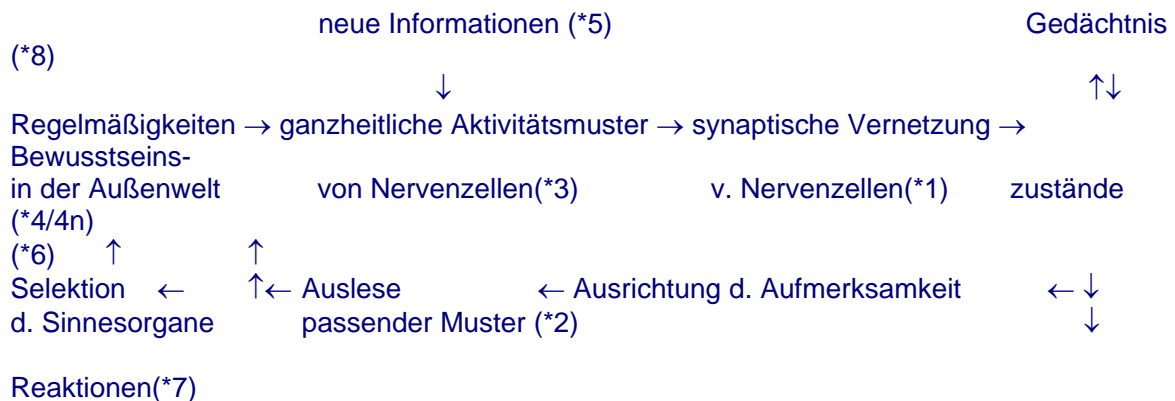 neue Informationen (*5) Gedächtnis
(*8)
↓ ↑↓
Regelmäßigkeiten → ganzheitliche Aktivitätsmuster → synaptische Vernetzung →
Bewusstseins-
in der Außenwelt von Nervenzellen(*3) v. Nervenzellen(*1) zustände
(*4/4n)
(*6) ↑ ↑
Selektion ← ↑← Auslese ← Ausrichtung d. Aufmerksamkeit ← ↓
d. Sinnesorgane passender Muster (*2) ↓
Reaktionen(*7)